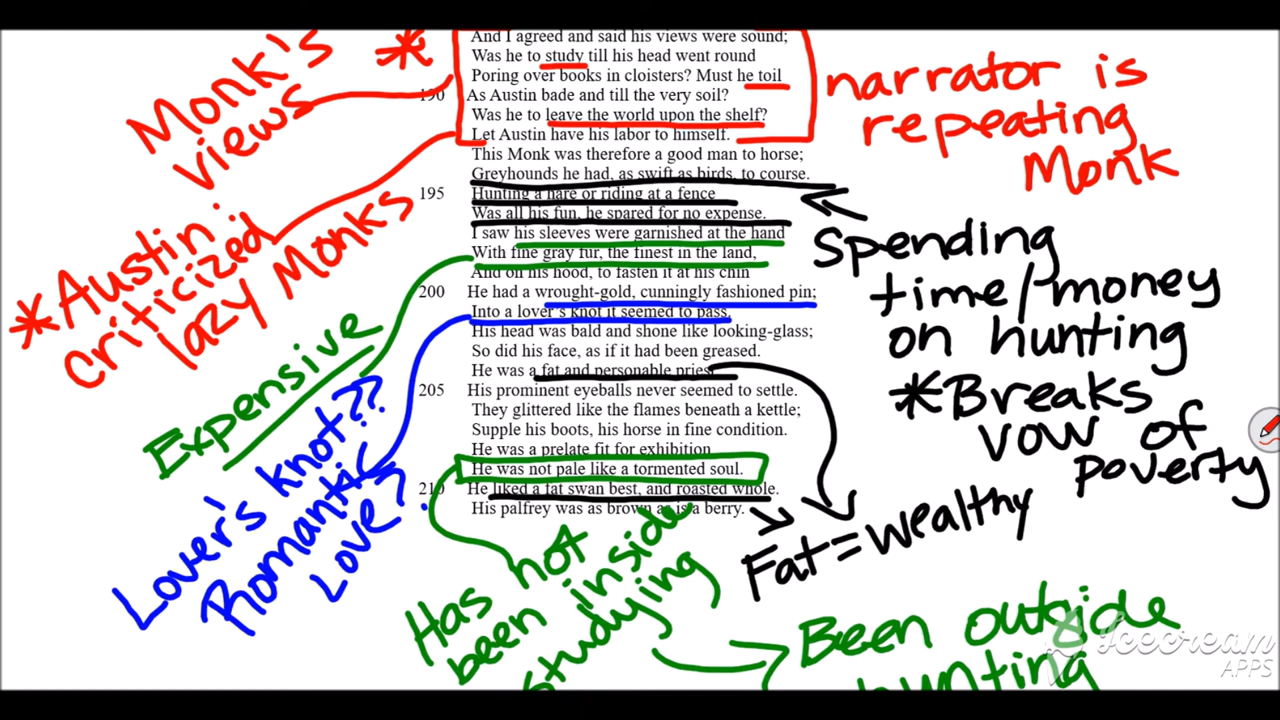 And I agreed and said his views were sound;
Was he to study till his head went round
Poring over books in cloisters? Must he toil
190 As Austin bade and till the very soil?
Was he to leave the world upon the shelf?
Let Austin have his labor to himself.
This Monk was therefore a good man to horse;
Greyhounds he had, as swift as birds, to course.
195 Hunting a hare or riding at a fence
Was all his fun, he spared for no expense.
I saw his sleeves were garnished at the hand
With fine gray fur, the finest in the land,
And on his hood, to fasten it at his chin
200 He had a wrought-gold, cunningly fashioned pin;
Into a lover's knot it seemed to pass.
His head was bald and shone like looking-glass;
So did his face, as if it had been greased.
He was a fat and personable priest
205 His prominent eyeballs never seemed to settle.
They glittered like the flames beneath a kettle;
Supple his boots, his horse in fine condition.
He was a prelate fit for exhibition
He was not pale like a tormented soul.
210 He liked a fat swan best, and roasted whole.
His palfrey was as brown as is a berry.
Monk's
views
*
*Austin:
criticized
lazy Monks
Expensive
Lover's knot??
Romantic
love?
narrator is
repeating
Monk
Spending
time/money
on hunting
*Breaks
vow of
poverty
Fat=wealthy
Has not
been inside
studying
Been outside
hunting
Icecream
APPS